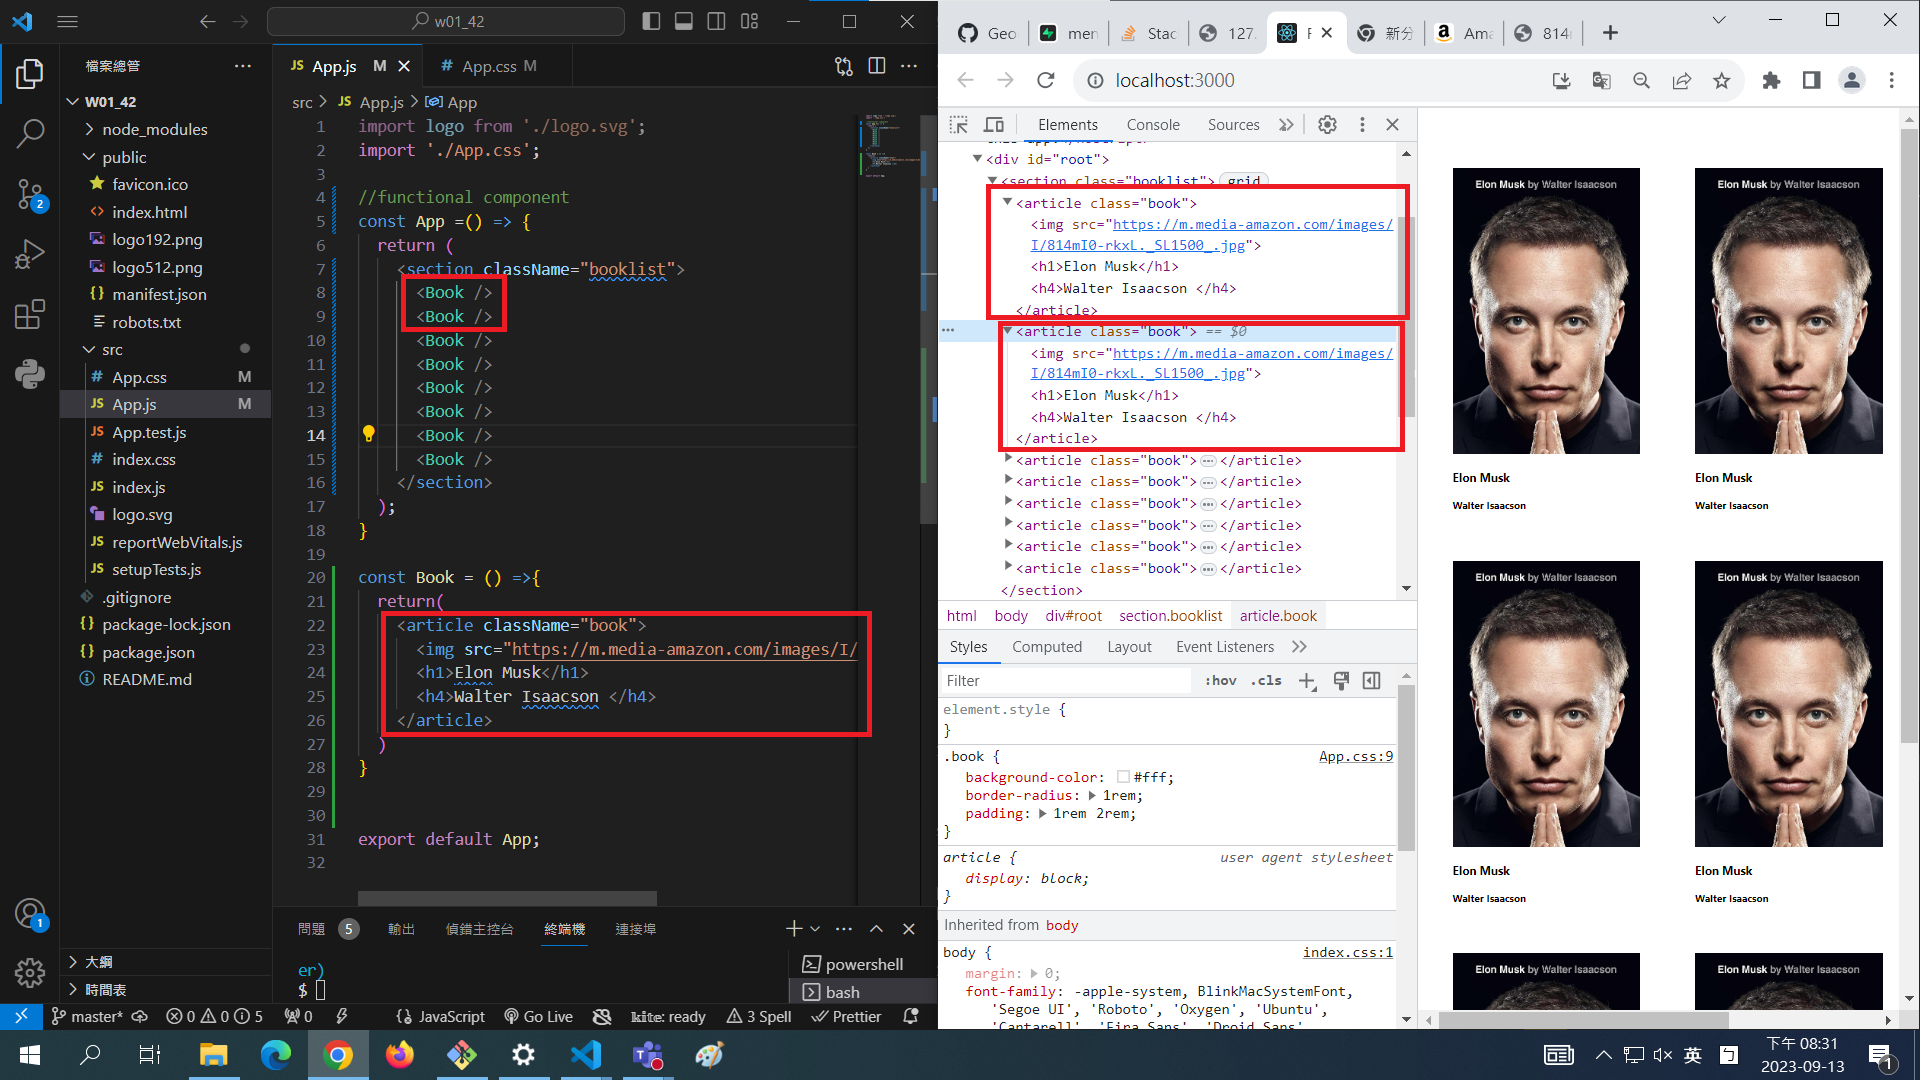 w01_42
檔案總管
W01_42
node_modules
public
favicon.ico
index.html
logo192.png
logo512.png
manifest.json
robots.txt
src
App.css M
App.js M
App.test.js
index.css
index.js
logo.svg
reportWebVitals.js
setupTests.js
.gitignore
package-lock.json
package.json
README.md
大綱
時間表
JS App.js M
# App.css M
src > JS App.js > App
1 import logo from './logo.svg';
2 import './App.css';
3
4 //functional component
5 const App =() => {
6 return (
7 <section className="booklist">
8 <Book />
9 <Book />
10 <Book />
11 <Book />
12 <Book />
13 <Book />
14 <Book />
15 <Book />
16 </section>
17 );
18 }
19
20 const Book = () =>{
21 return(
22 <article className="book">
23 <img src="https://m.media-amazon.com/images/I/
24 <h1>Elon Musk</h1>
25 <h4>Walter Isaacson </h4>
26 </article>
27 )
28 }
29
30
31 export default App;
32
問題 5 輸出 偵錯主控台 終端機 連接埠
er)
$
powershell
bash
master* 0 0 5 0 JavaScript Go Live kite: ready 3 Spell Prettier
Geo
men
Stac
127.
新分
Ama
814
localhost:3000
Elements Console Sources
<div id="root">
<section class="booklist"> grid
<article class="book">
<img src="https://m.media-amazon.com/images/
I/814mI0-rkxL._SL1500_.jpg">
<h1>Elon Musk</h1>
<h4>Walter Isaacson </h4>
</article>
<article class="book"> == $0
<img src="https://m.media-amazon.com/images/
I/814mI0-rkxL._SL1500_.jpg">
<h1>Elon Musk</h1>
<h4>Walter Isaacson </h4>
</article>
<article class="book">…</article>
<article class="book">…</article>
<article class="book">…</article>
<article class="book">…</article>
<article class="book">…</article>
<article class="book">…</article>
</section>
html body div#root section.booklist article.book
Styles Computed Layout Event Listeners
Filter :hov .cls
element.style {
}
.book { App.css:9
background-color: #fff;
border-radius: 1rem;
padding: 1rem 2rem;
}
article { user agent stylesheet
display: block;
}
Inherited from body
body { index.css:1
margin: 0;
font-family: -apple-system, BlinkMacSystemFont,
'Segoe UI', 'Roboto', 'Oxygen', 'Ubuntu',
'Cantarell', 'Fira Sans', 'Droid Sans',
Elon Musk by Walter Isaacson
Elon Musk
Walter Isaacson
Elon Musk by Walter Isaacson
Elon Musk
Walter Isaacson
Elon Musk by Walter Isaacson
Elon Musk
Walter Isaacson
Elon Musk by Walter Isaacson
Elon Musk
Walter Isaacson
Elon Musk by Walter Isaacson
Elon Musk by Walter Isaacson
英
下午 08:31
2023-09-13
1